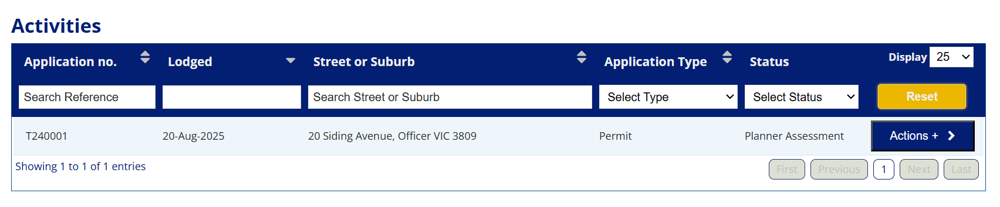 Activities
Application no. Lodged Street or Suburb Application Type Status Display 25
Search Reference Search Street or Suburb Select Type Select Status Reset
T240001 20-Aug-2025 20 Siding Avenue, Officer VIC 3809 Permit Planner Assessment Actions +
Showing 1 to 1 of 1 entries First Previous 1 Next Last